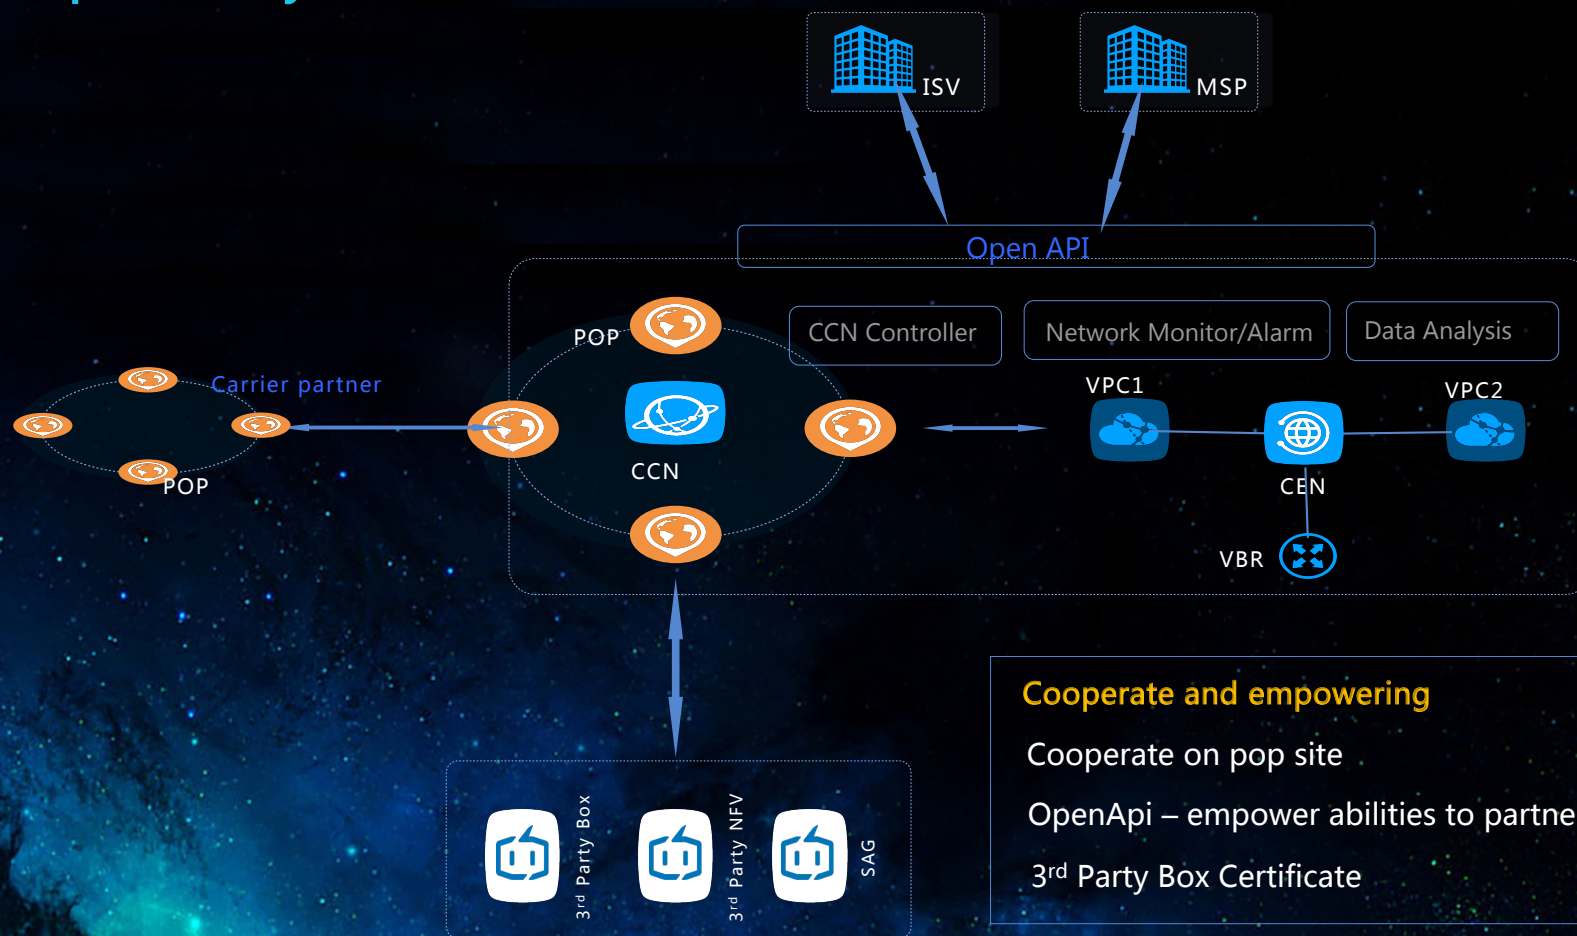 ISV
MSP
Open API
POP
CCN Controller
Network Monitor/Alarm
Data Analysis
Carrier partner
VPC1
VPC2
CCN
POP
CEN
VBR
Cooperate and empowering
Cooperate on pop site
OpenApi – empower abilities to partne
3rd Party Box Certificate
3rd Party Box
3rd Party NFV
SAG